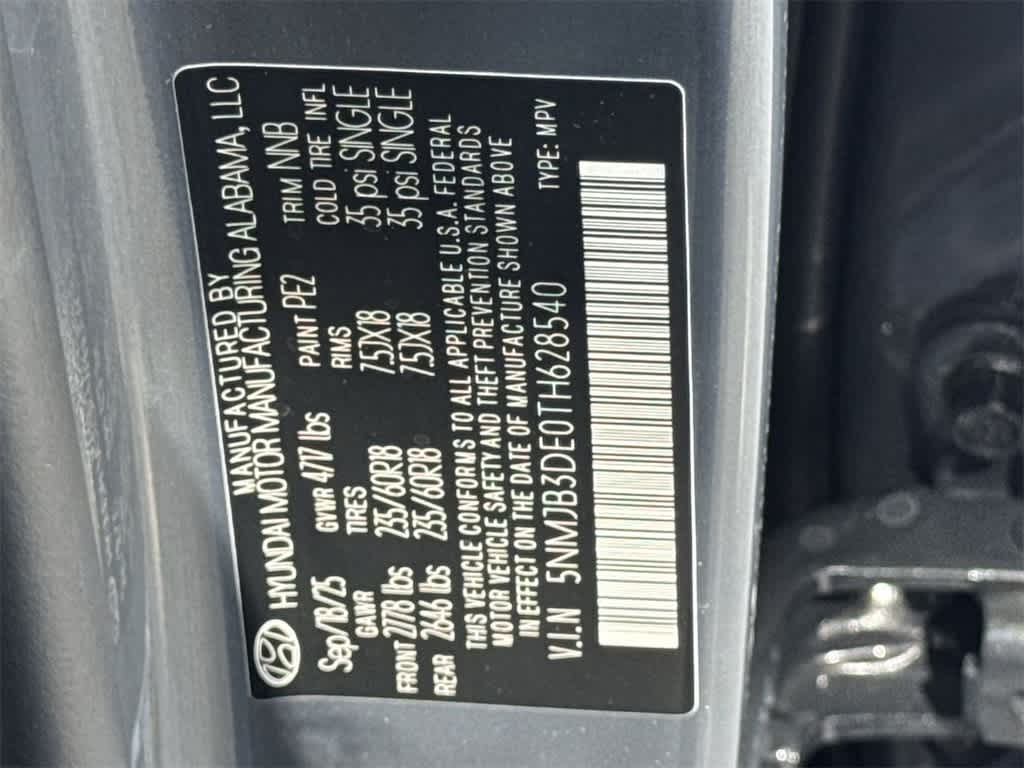 MANUFACTURED BY
HYUNDAI MOTOR MANUFACTURING ALABAMA, LLC
Sep/18/25 GVWR 4717 lbs PAINT PE2 TRIM NNB
GAWR TIRES RIMS COLD TIRE INFL
FRONT 2778 lbs 235/60R18 7.5JX18 35 psi SINGLE
REAR 2646 lbs 235/60R18 7.5JX18 35 psi SINGLE
THIS VEHICLE CONFORMS TO ALL APPLICABLE U.S.A. FEDERAL
MOTOR VEHICLE SAFETY AND THEFT PREVENTION STANDARDS
IN EFFECT ON THE DATE OF MANUFACTURE SHOWN ABOVE
V.I.N 5NMJB3DE0TH628540 TYPE: MPV